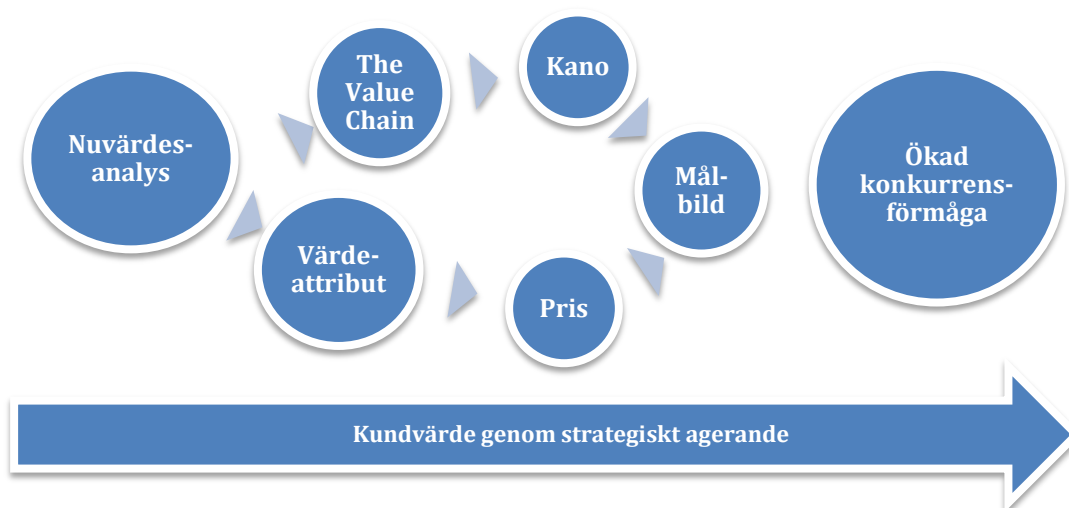 Nuvärdes-
analys
The
Value
Chain
Kano
Mål-
bild
Värde-
attribut
Pris
Ökad
konkurrens-
förmåga
Kundvärde genom strategiskt agerande